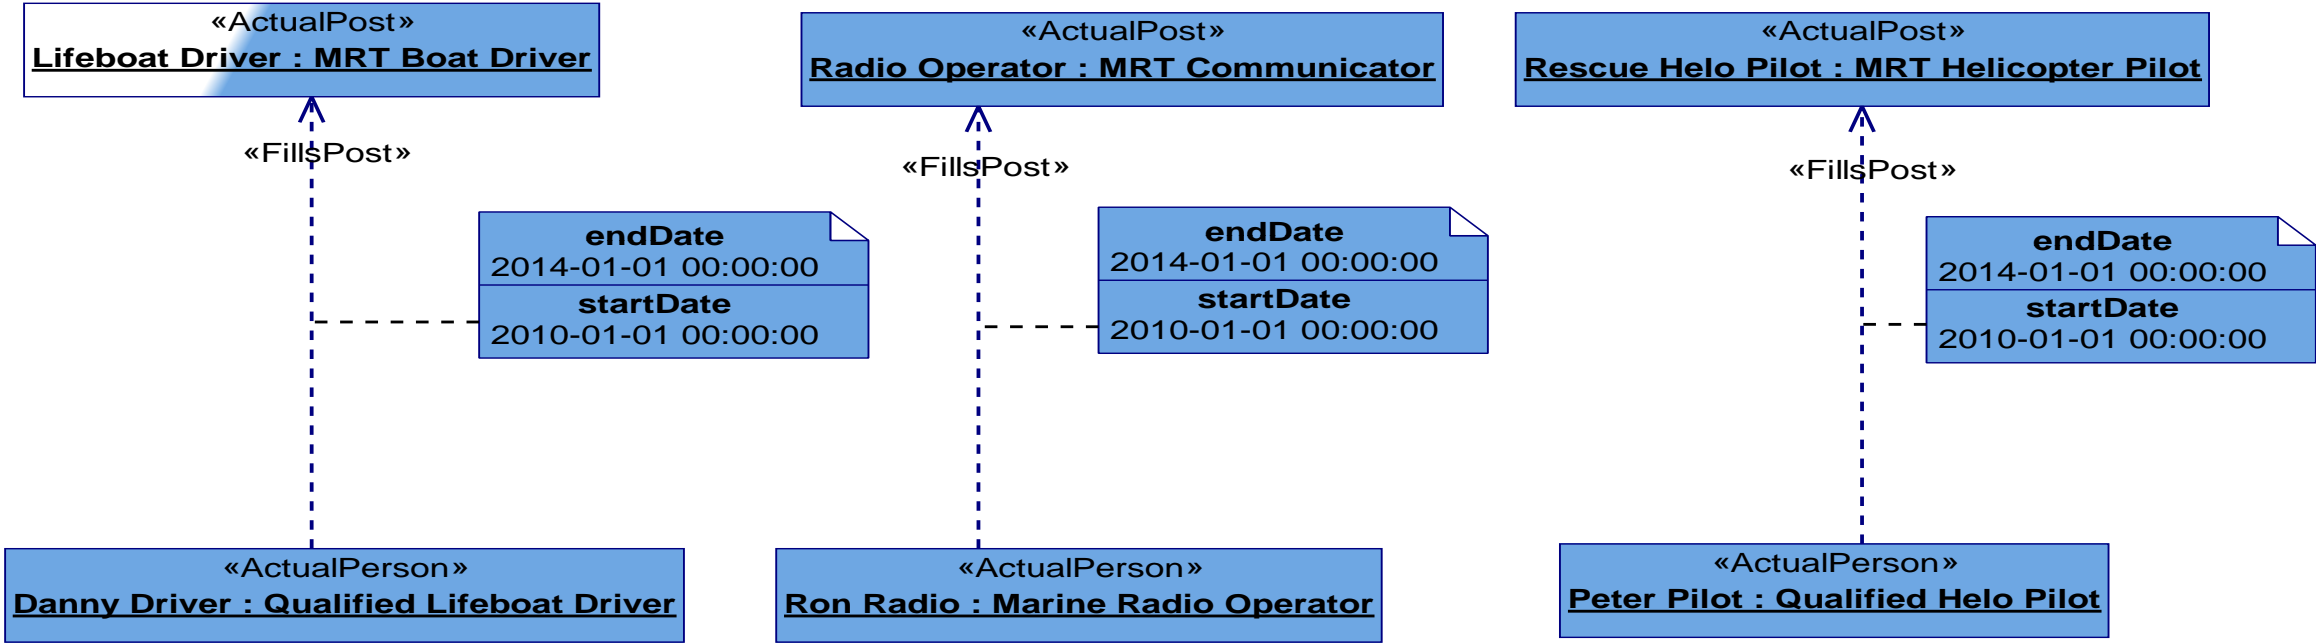 «ActualPost»
Lifeboat Driver : MRT Boat Driver
«ActualPost»
Radio Operator : MRT Communicator
«ActualPost»
Rescue Helo Pilot : MRT Helicopter Pilot
«FillsPost»
«FillsPost»
«FillsPost»
endDate
2014-01-01 00:00:00
startDate
2010-01-01 00:00:00
endDate
2014-01-01 00:00:00
startDate
2010-01-01 00:00:00
endDate
2014-01-01 00:00:00
startDate
2010-01-01 00:00:00
«ActualPerson»
Danny Driver : Qualified Lifeboat Driver
«ActualPerson»
Ron Radio : Marine Radio Operator
«ActualPerson»
Peter Pilot : Qualified Helo Pilot